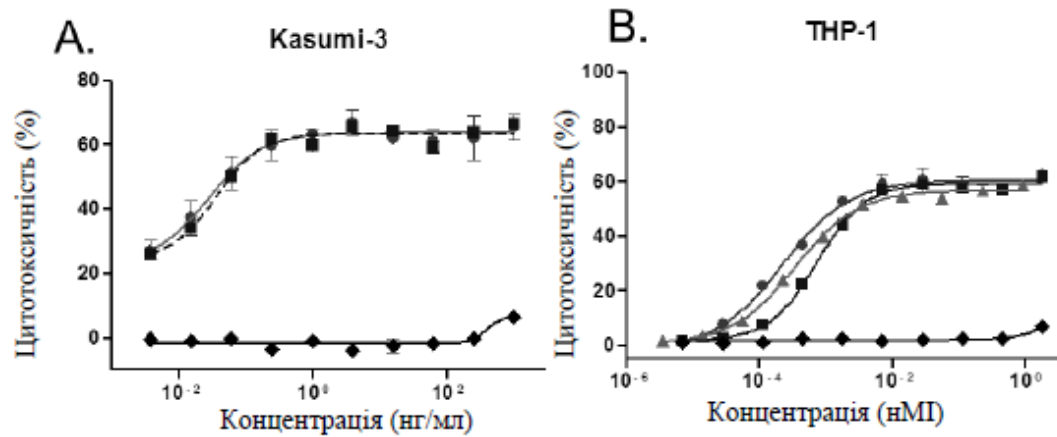 A.
Kasumi-3
80
60
40
20
0
Цитотоксичність (%)
10⁻² 10⁰ 10²
Концентрація (нг/мл)
B.
THP-1
100
80
60
40
20
0
Цитотоксичність (%)
10⁻⁶ 10⁻⁴ 10⁻² 10⁰
Концентрація (нМІ)